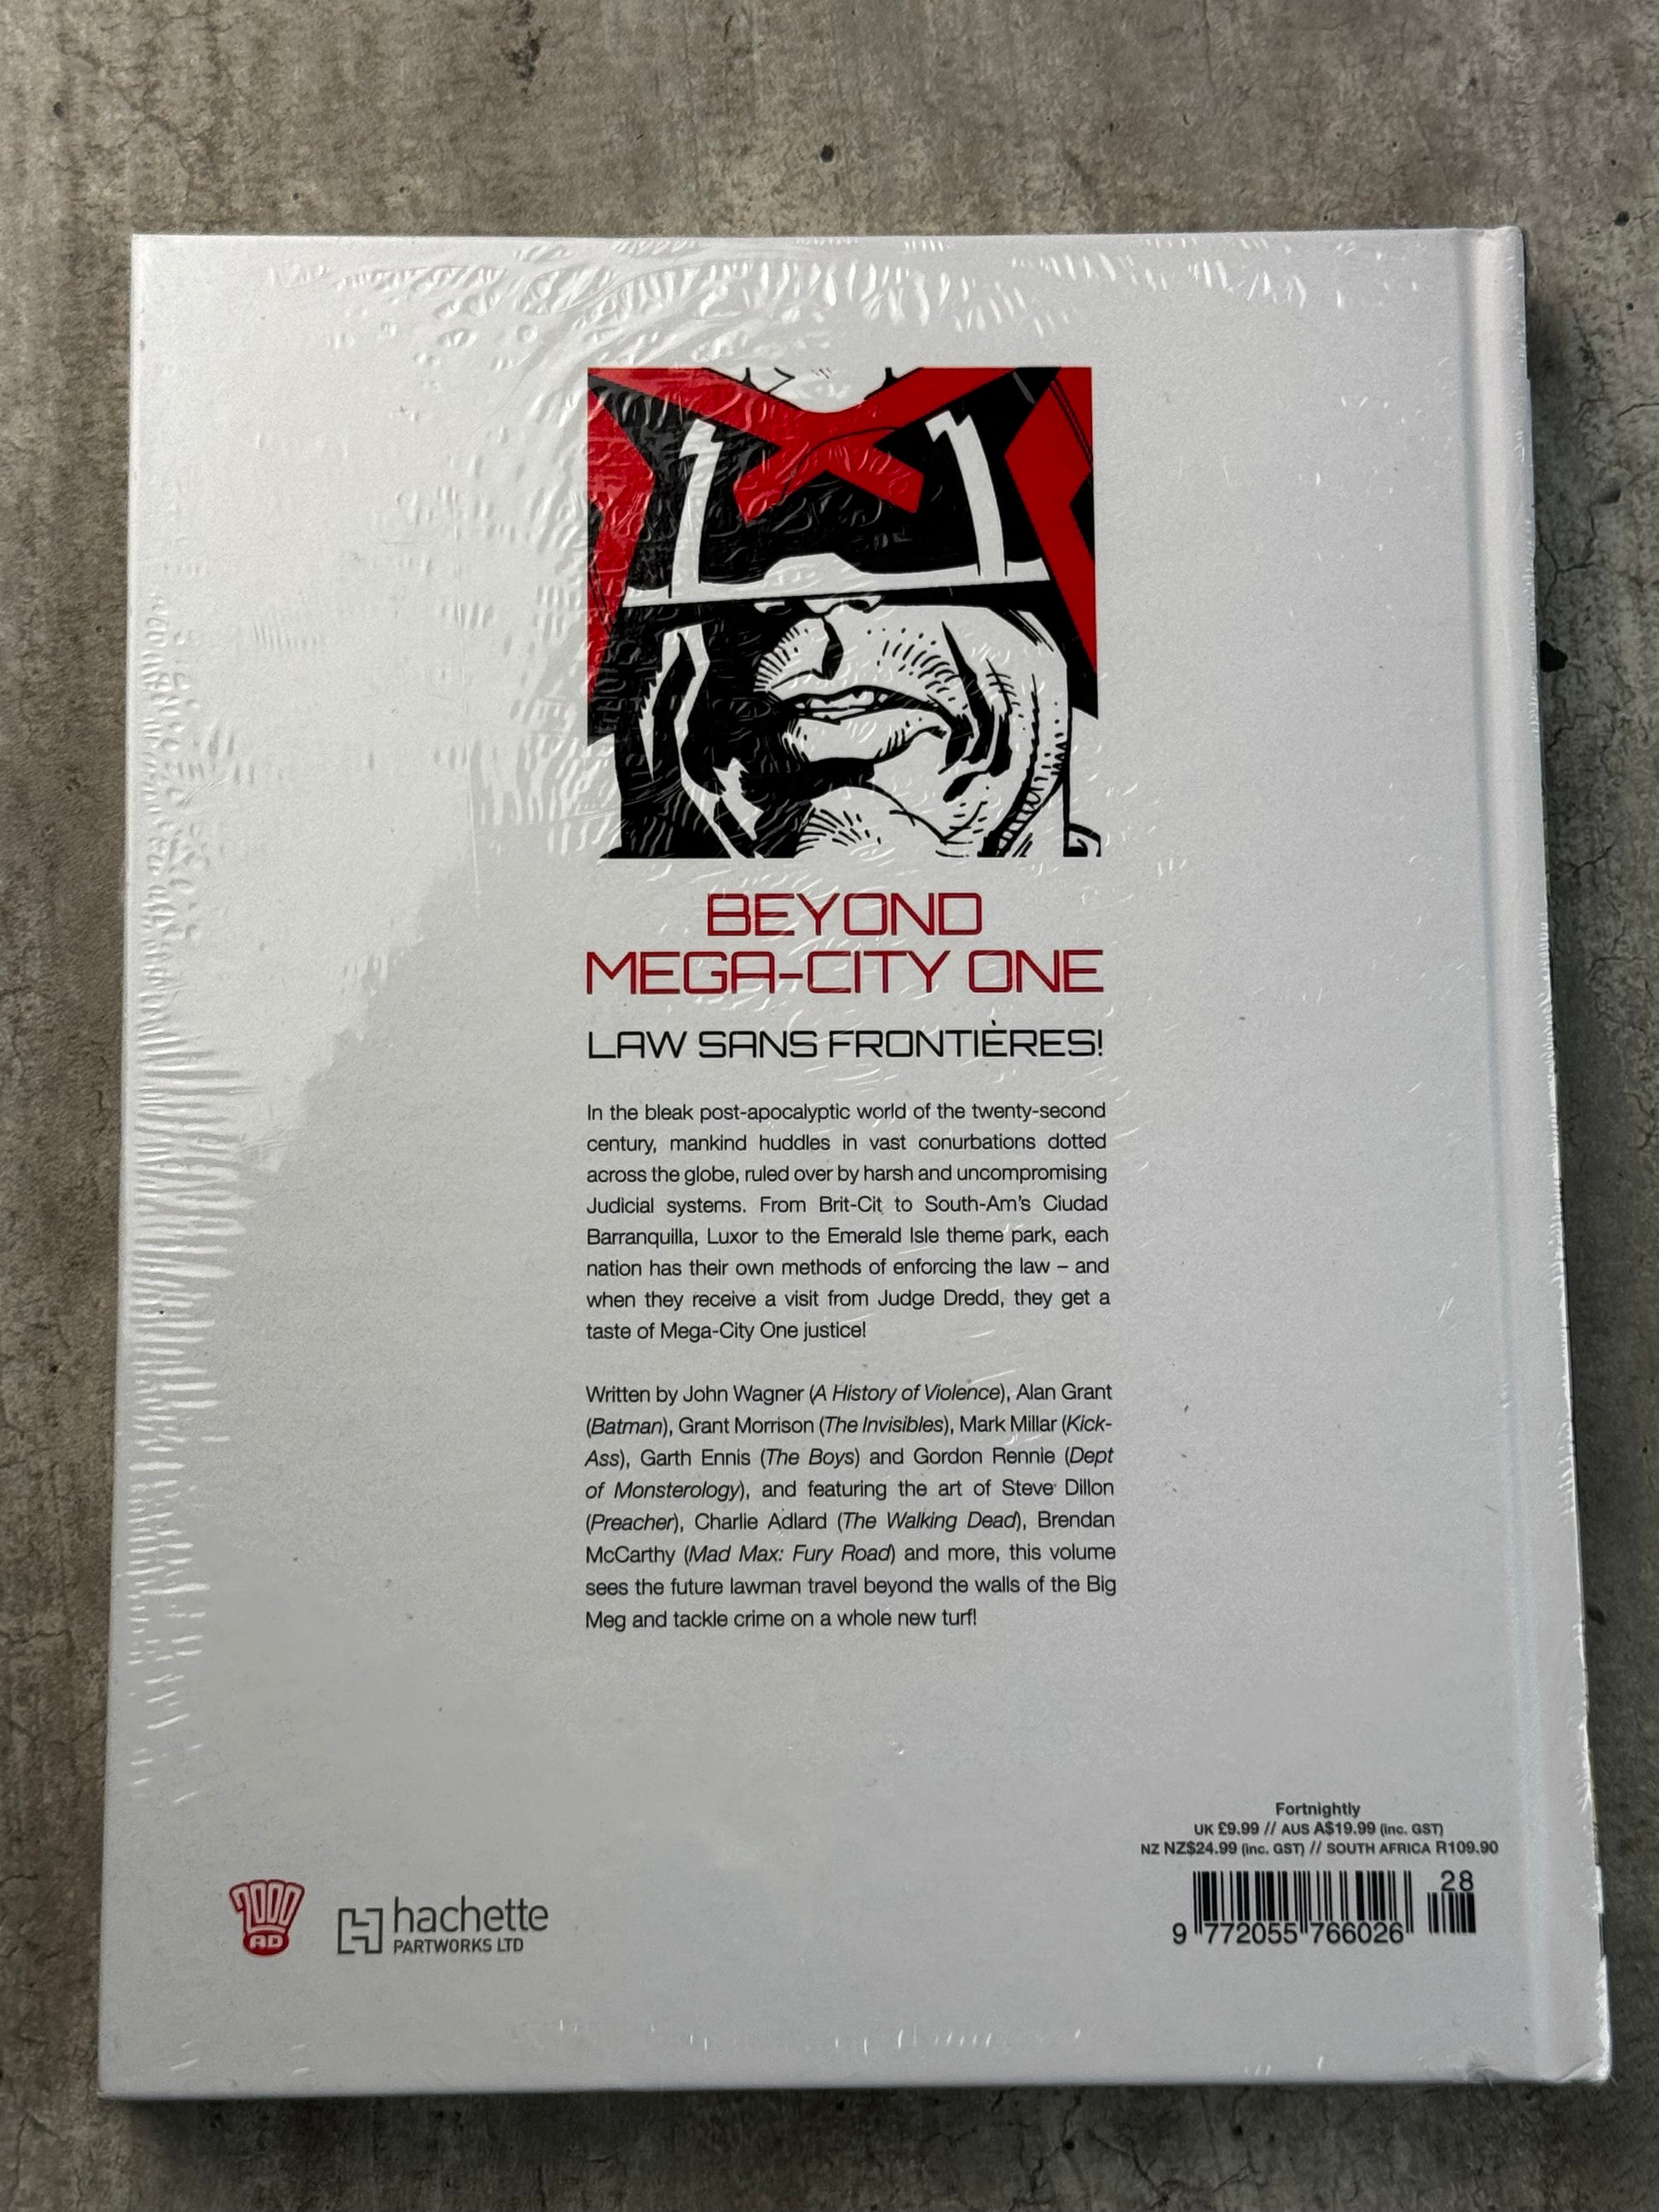 BEYOND
MEGA-CITY ONE
LAW SANS FRONTIÈRES!
In the bleak post-apocalyptic world of the twenty-second
century, mankind huddles in vast conurbations dotted
across the globe, ruled over by harsh and uncompromising
Judicial systems. From Brit-Cit to South-Am's Ciudad
Barranquilla, Luxor to the Emerald Isle theme park, each
nation has their own methods of enforcing the law – and
when they receive a visit from Judge Dredd, they get a
taste of Mega-City One justice!
Written by John Wagner (A History of Violence), Alan Grant
(Batman), Grant Morrison (The Invisibles), Mark Millar (Kick-
Ass), Garth Ennis (The Boys) and Gordon Rennie (Dept
of Monsterology), and featuring the art of Steve Dillon
(Preacher), Charlie Adlard (The Walking Dead), Brendan
McCarthy (Mad Max: Fury Road) and more, this volume
sees the future lawman travel beyond the walls of the Big
Meg and tackle crime on a whole new turf!
Fortnightly
UK £9.99 // AUS A$19.99 (inc. GST)
NZ NZ$24.99 (inc. GST) // SOUTH AFRICA R109.90
28
9 772055 766026
2000
AD
hachette
PARTWORKS LTD